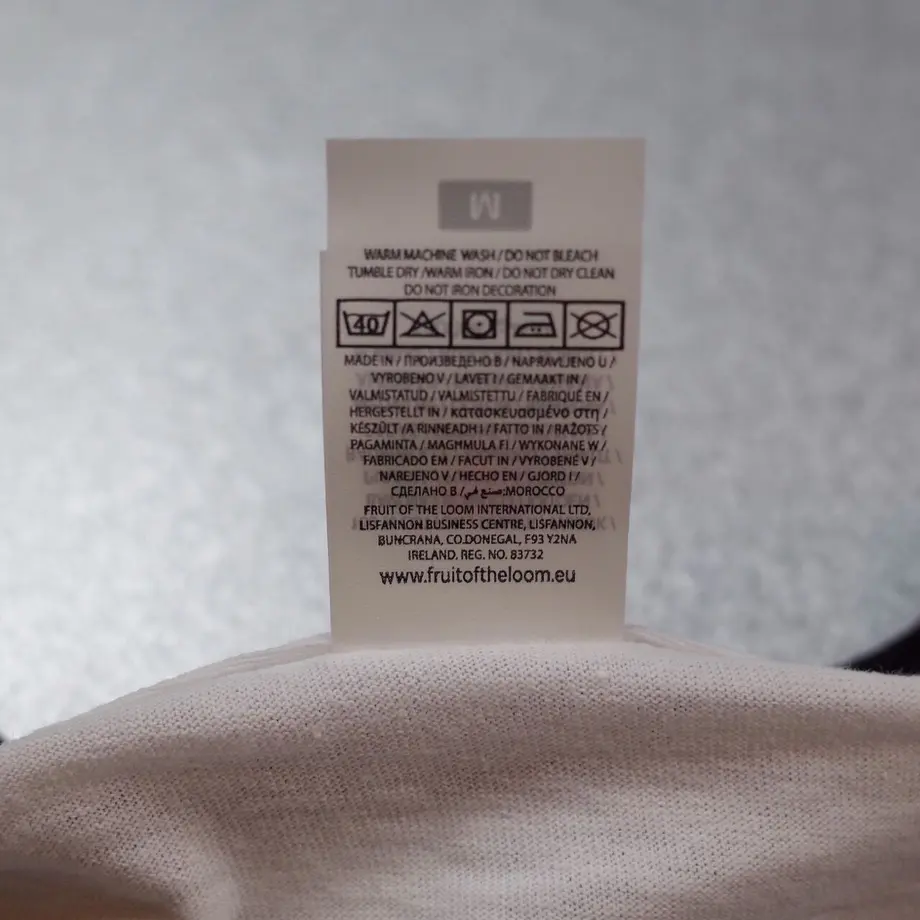 M
WARM MACHINE WASH / DO NOT BLEACH
TUMBLE DRY /WARM IRON / DO NOT DRY CLEAN
DO NOT IRON DECORATION
40
MADE IN / ПРОИЗВЕДЕНО В / NAPRAVLJENO U /
VYROBENO V / LAVET I / GEMAAKT IN /
VALMISTATUD / VALMISTETTU / FABRIQUÉ EN /
HERGESTELLT IN / κατασκευασμένο στη /
KÉSZÜLT /A RINNEADH I / FATTO IN / RAŽOTS /
PAGAMINTA / MAGHMULA FI / WYKONANE W /
FABRICADO EM / FACUT IN / VYROBENÉ V /
NAREJENO V / HECHO EN / GJORD I /
СДЕЛАНО В /صنع في:MOROCCO
FRUIT OF THE LOOM INTERNATIONAL LTD,
LISFANNON BUSINESS CENTRE, LISFANNON,
BUNCRANA, CO.DONEGAL, F93 Y2NA
IRELAND. REG. NO. 83732
www.fruitoftheloom.eu